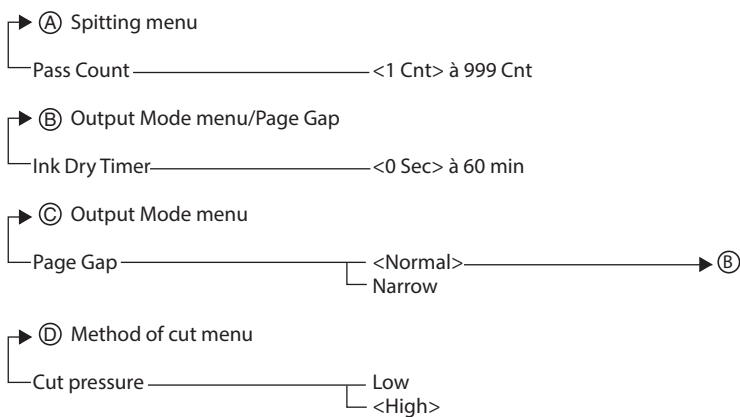 Ⓐ Spitting menu
Pass Count <1 Cnt> à 999 Cnt
Ⓑ Output Mode menu/Page Gap
Ink Dry Timer <0 Sec> à 60 min
Ⓒ Output Mode menu
Page Gap <Normal> Ⓑ
Narrow
Ⓓ Method of cut menu
Cut pressure Low
<High>